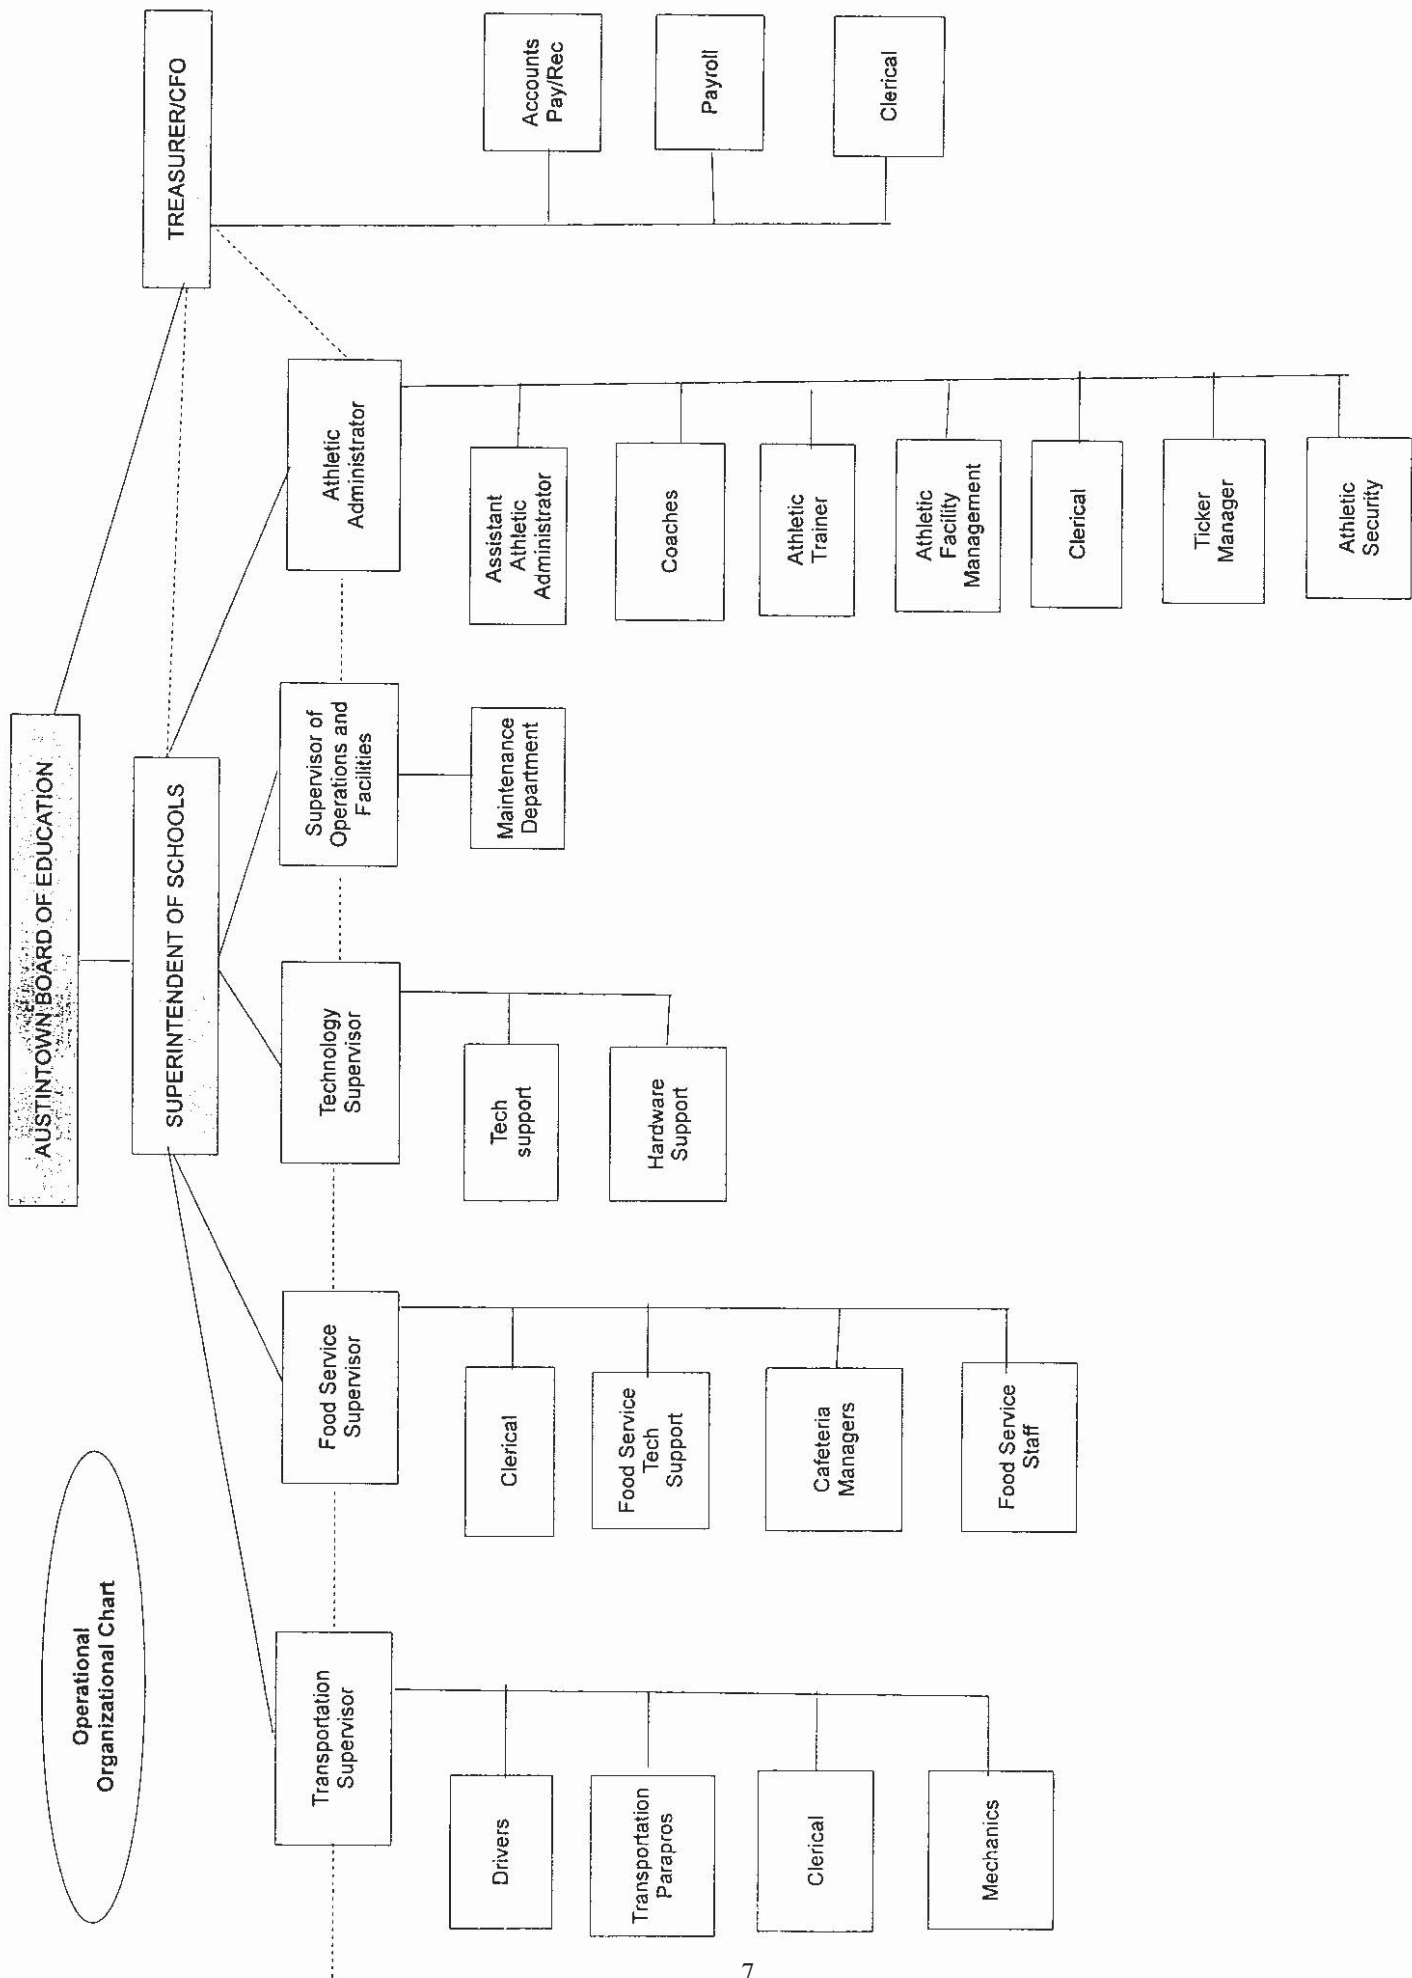 Operational
Organizational Chart
AUSTINTOWN BOARD OF EDUCATION
SUPERINTENDENT OF SCHOOLS
TREASURER/CFO
Transportation
Supervisor
Food Service
Supervisor
Technology
Supervisor
Supervisor of
Operations and
Facilities
Athletic
Administrator
Drivers
Transportation
Parapros
Clerical
Mechanics
Clerical
Food Service
Tech
Support
Cafeteria
Managers
Food Service
Staff
Tech
support
Hardware
Support
Maintenance
Department
Assistant
Athletic
Administrator
Coaches
Athletic
Trainer
Athletic
Facility
Management
Clerical
Ticker
Manager
Athletic
Security
Accounts
Pay/Rec
Payroll
Clerical
7